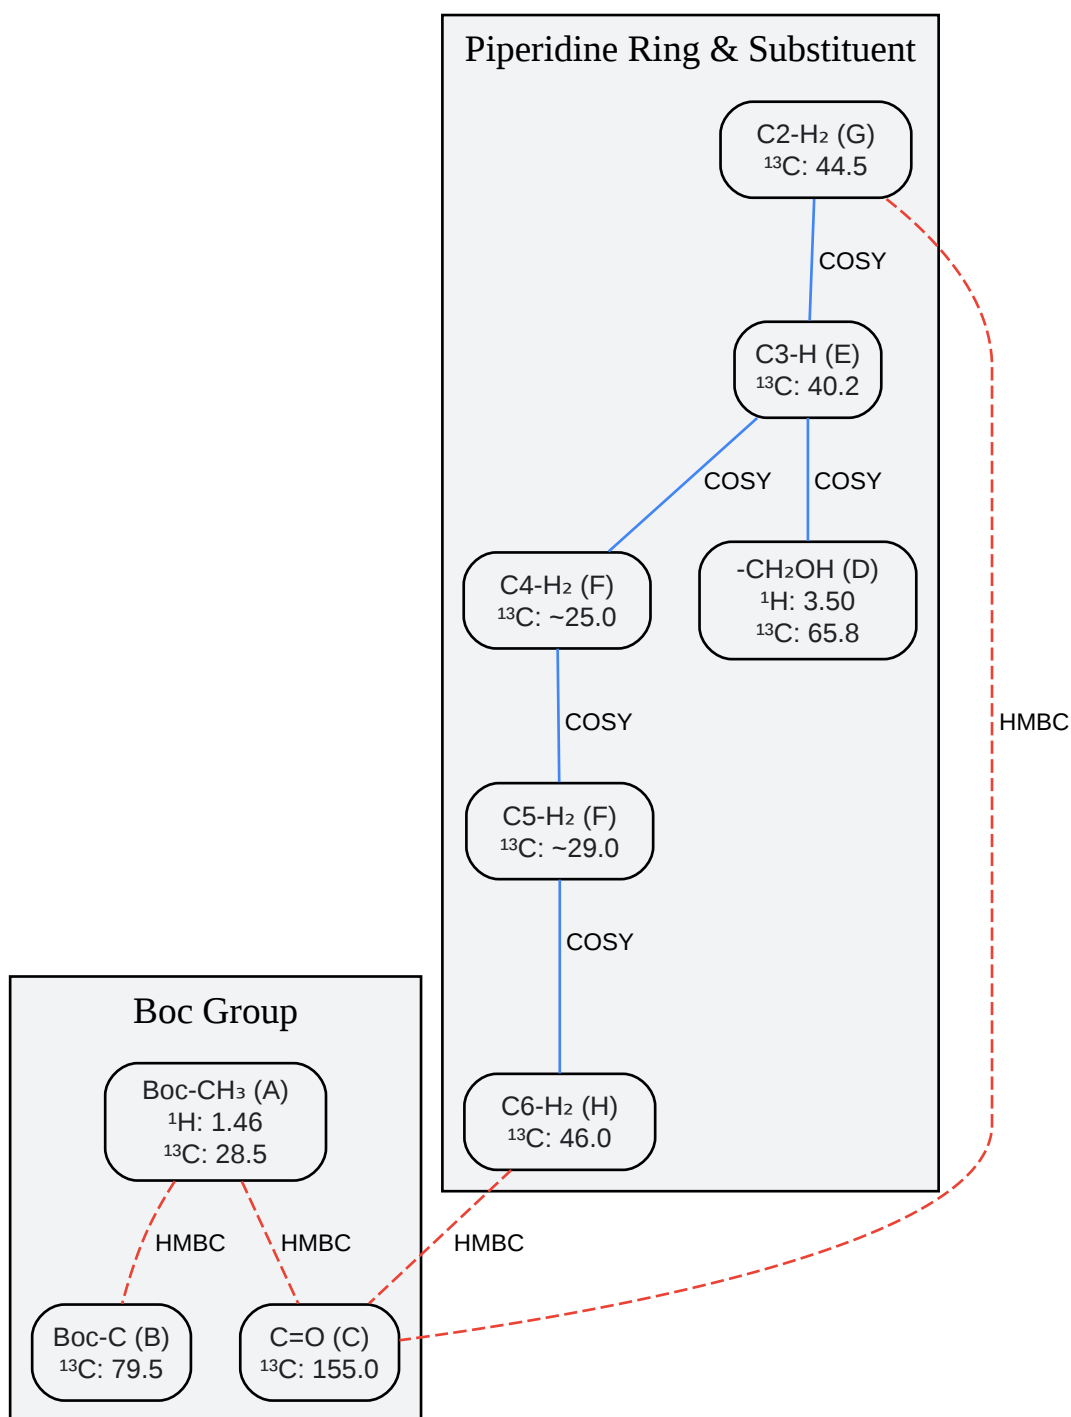 Piperidine Ring & Substituent
C2-H₂ (G)
¹³C: 44.5
COSY
C3-H (E)
¹³C: 40.2
COSY
COSY
C4-H₂ (F)
¹³C: ~25.0
-CH₂OH (D)
¹H: 3.50
¹³C: 65.8
COSY
HMBC
C5-H₂ (F)
¹³C: ~29.0
COSY
Boc Group
Boc-CH₃ (A)
¹H: 1.46
¹³C: 28.5
C6-H₂ (H)
¹³C: 46.0
HMBC
HMBC
HMBC
Boc-C (B)
¹³C: 79.5
C=O (C)
¹³C: 155.0